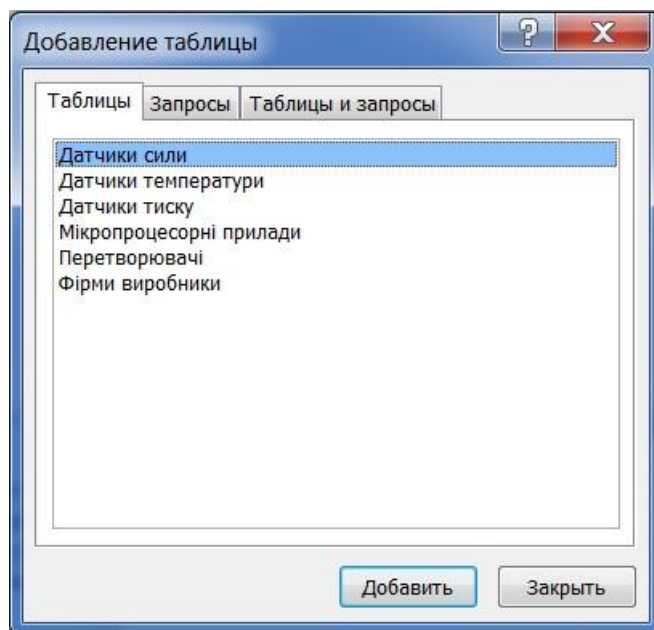 Добавление таблицы
Таблицы Запросы Таблицы и запросы
Датчики сили
Датчики температури
Датчики тиску
Мікропроцесорні прилади
Перетворювачі
Фірми виробники
Добавить Закрыть